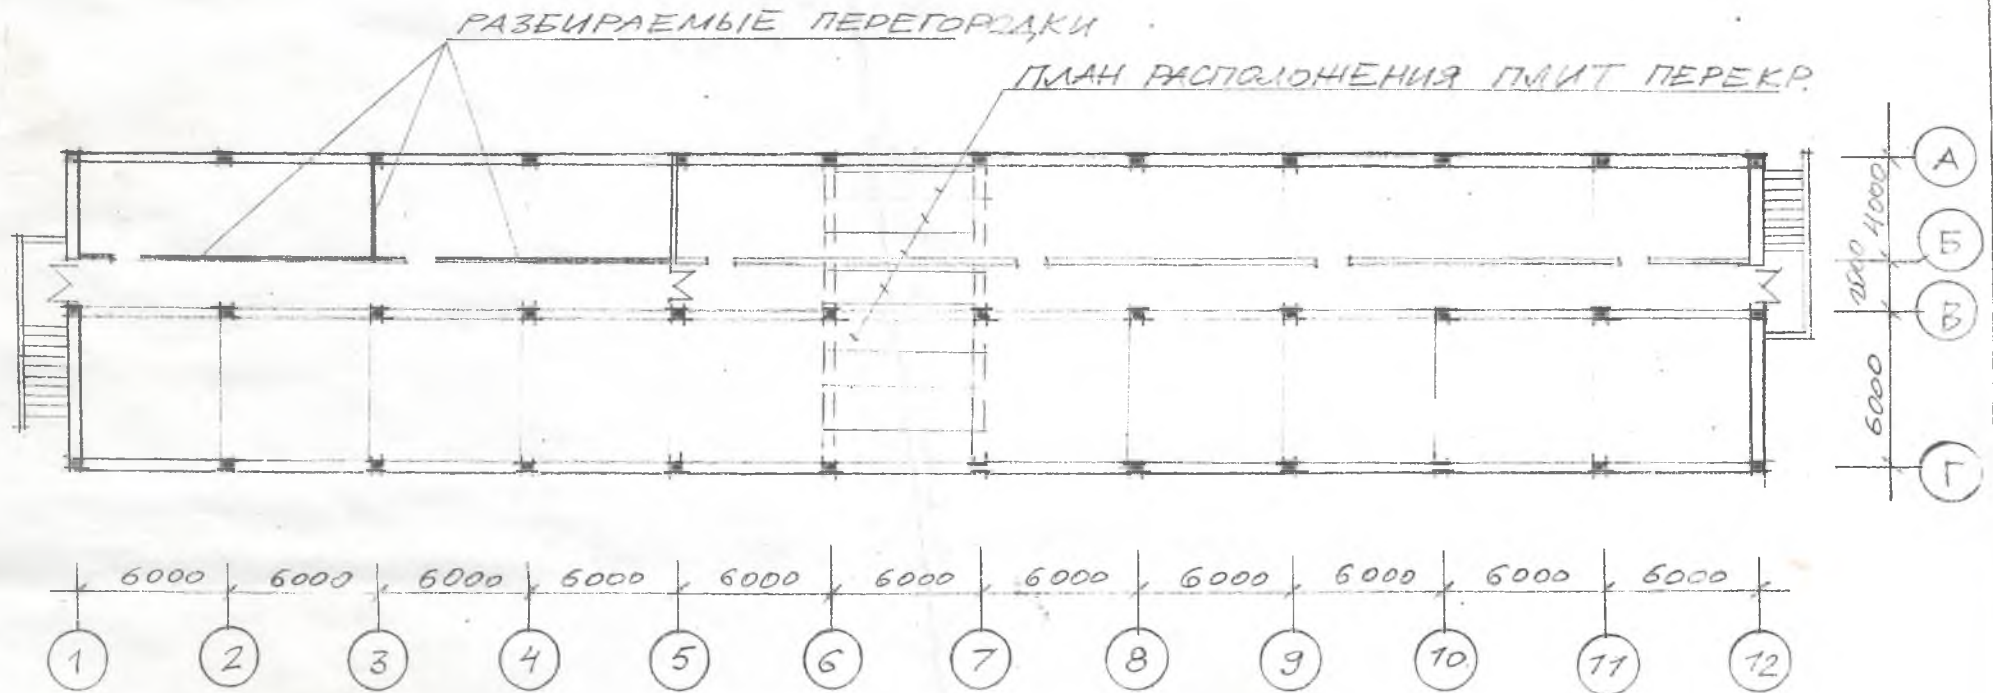 РАЗБИРАЕМЫЕ ПЕРЕГОРОДКИ
ПЛАН РАСПОЛОЖЕНИЯ ПЛИТ ПЕРЕКР.
А
4000
Б
В
6000
Г
6000 6000 6000 6000 6000 6000 6000 6000 6000 6000 6000
1 2 3 4 5 6 7 8 9 10 11 12